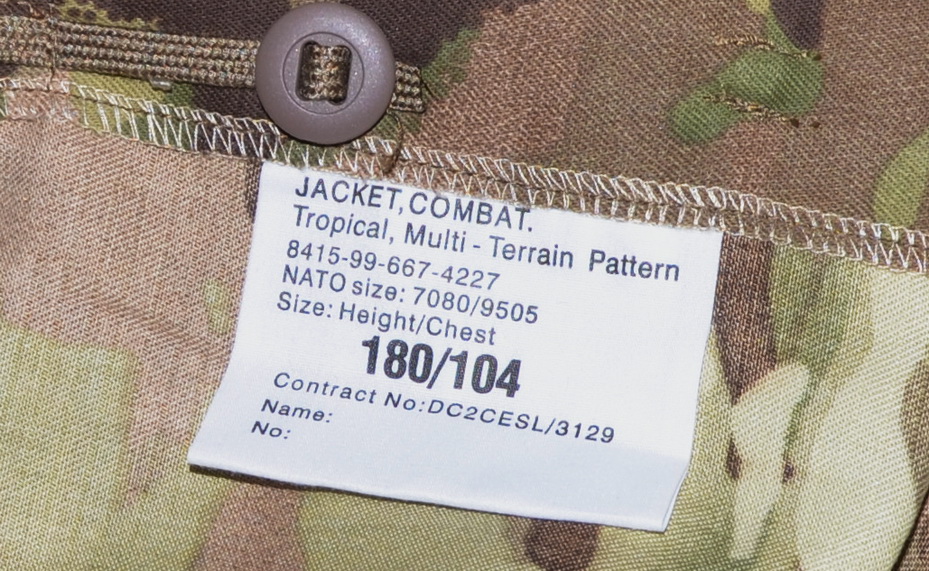 JACKET, COMBAT.
Tropical, Multi - Terrain Pattern
8415-99-667-4227
NATO size: 7080/9505
Size: Height/Chest
180/104
Contract No:DC2CESL/3129
Name:
No: